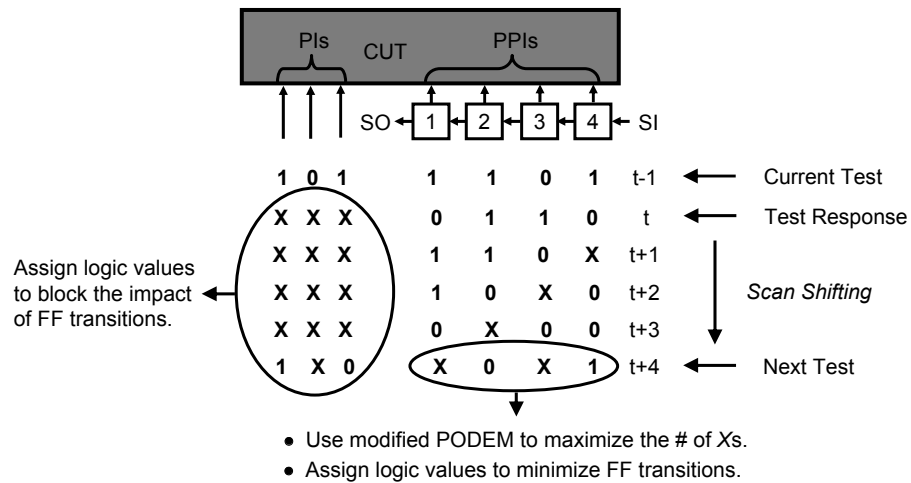 PIs CUT PPIs
SO 1 2 3 4 SI
1 0 1 1 1 0 1 t-1 Current Test
X X X 0 1 1 0 t Test Response
X X X 1 1 0 X t+1
X X X 1 0 X 0 t+2
X X X 0 X 0 0 t+3
1 X 0 X 0 X 1 t+4 Next Test
Scan Shifting
Assign logic values
to block the impact
of FF transitions.
• Use modified PODEM to maximize the # of Xs.
• Assign logic values to minimize FF transitions.